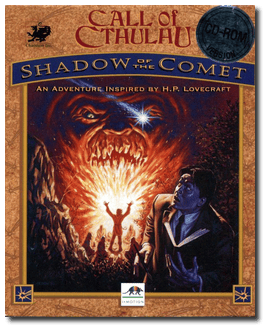 CALL OF
CTHULHU
CD-ROM
SHADOW OF THE COMET
AN ADVENTURE INSPIRED BY H.P. LOVECRAFT